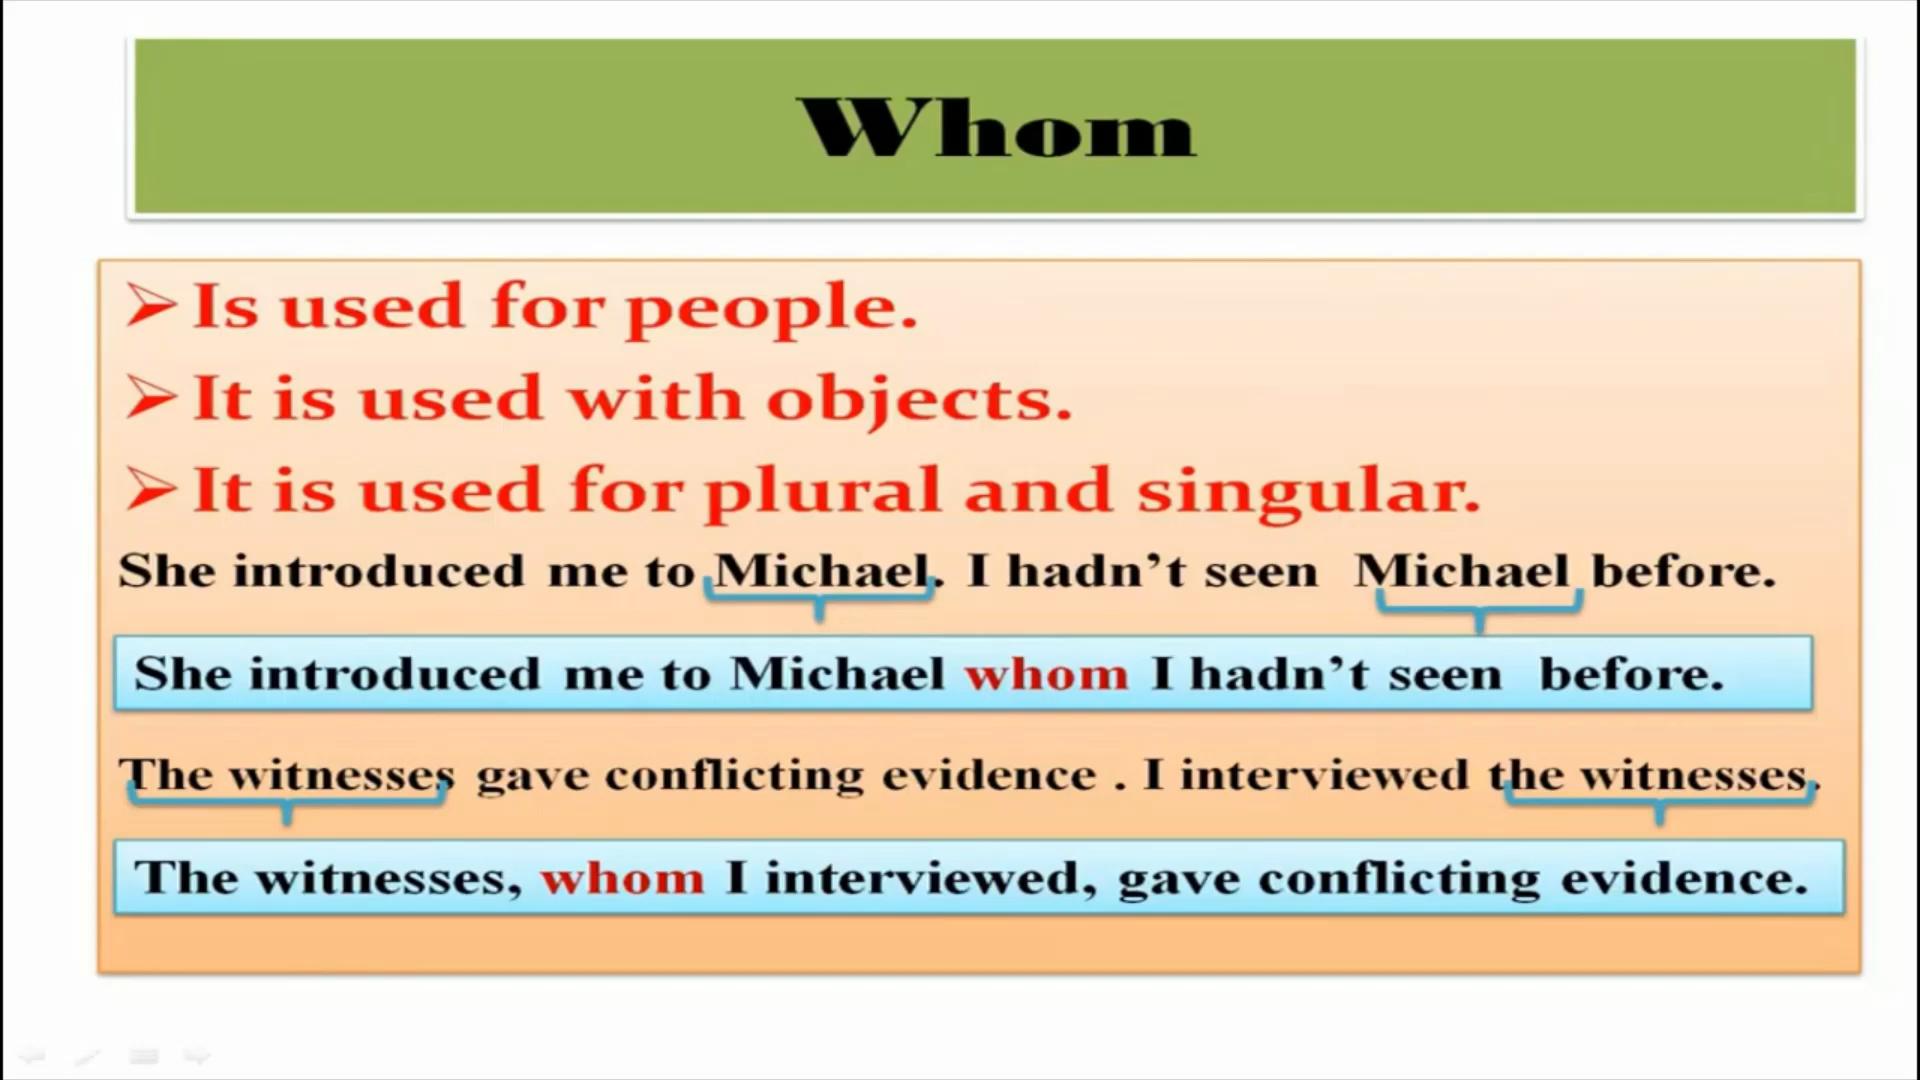 Whom
Is used for people.
It is used with objects.
It is used for plural and singular.
She introduced me to Michael. I hadn't seen Michael before.
She introduced me to Michael whom I hadn't seen before.
The witnesses gave conflicting evidence . I interviewed the witnesses.
The witnesses, whom I interviewed, gave conflicting evidence.